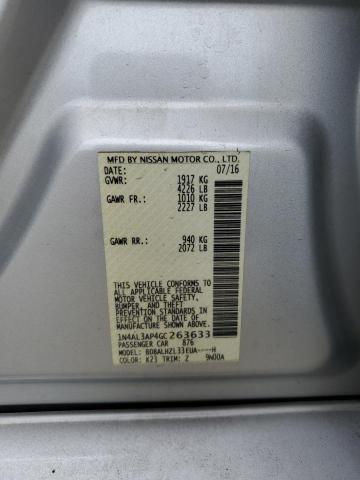 MFD BY NISSAN MOTOR CO., LTD.
DATE: 07/16
GVWR: 1917 KG
4226 LB
GAWR FR.: 1010 KG
2227 LB
GAWR RR.: 940 KG
2072 LB
THIS VEHICLE CONFORMS TO
ALL APPLICABLE FEDERAL
MOTOR VEHICLE SAFETY,
BUMPER, AND THEFT
PREVENTION STANDARDS
IN EFFECT ON THE DATE OF
MANUFACTURE SHOWN ABOVE.
1N4AL3AP4GC263633
PASSENGER CAR 876
MODEL: BDBALHZL33EUA----H
COLOR: K23 TRIM: Z 9N00A